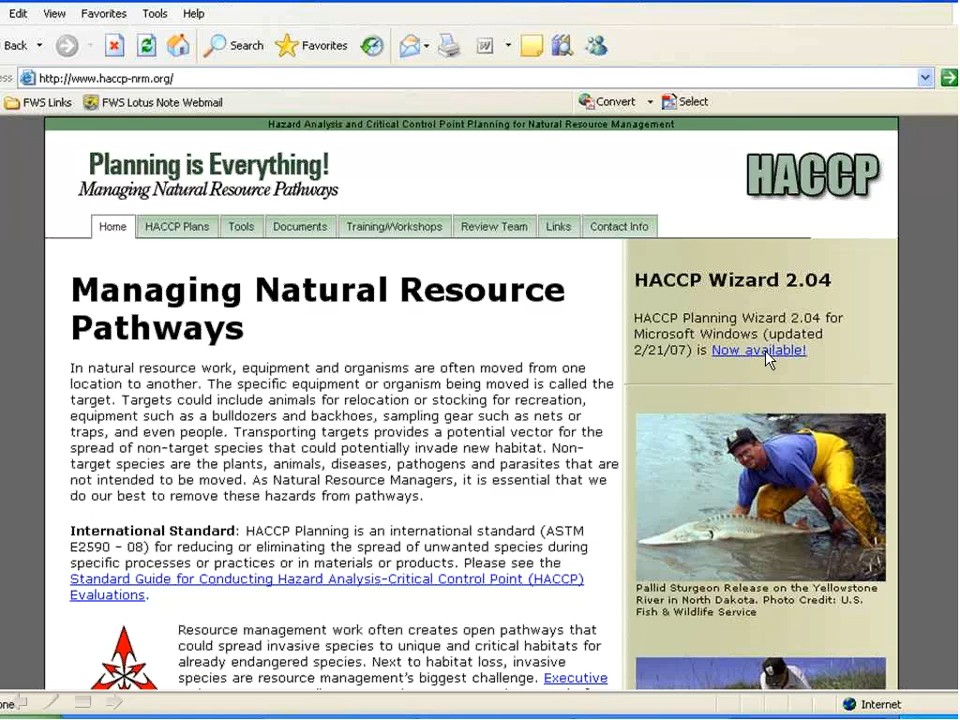 Edit View Favorites Tools Help
Back Search Favorites
http://www.haccp-nrm.org/
FWS Links FWS Lotus Note Webmail Convert Select
Hazard Analysis and Critical Control Point Planning for Natural Resource Management
Planning is Everything!
Managing Natural Resource Pathways
HACCP
Home HACCP Plans Tools Documents Training/Workshops Review Team Links Contact Info
Managing Natural Resource
Pathways
In natural resource work, equipment and organisms are often moved from one
location to another. The specific equipment or organism being moved is called the
target. Targets could include animals for relocation or stocking for recreation,
equipment such as a bulldozers and backhoes, sampling gear such as nets or
traps, and even people. Transporting targets provides a potential vector for the
spread of non-target species that could potentially invade new habitat. Non-
target species are the plants, animals, diseases, pathogens and parasites that are
not intended to be moved. As Natural Resource Managers, it is essential that we
do our best to remove these hazards from pathways.
International Standard: HACCP Planning is an international standard (ASTM
E2590 - 08) for reducing or eliminating the spread of unwanted species during
specific processes or practices or in materials or products. Please see the
Standard Guide for Conducting Hazard Analysis-Critical Control Point (HACCP)
Evaluations.
Resource management work often creates open pathways that
could spread invasive species to unique and critical habitats for
already endangered species. Next to habitat loss, invasive
species are resource management's biggest challenge. Executive
HACCP Wizard 2.04
HACCP Planning Wizard 2.04 for
Microsoft Windows (updated
2/21/07) is Now available!
Pallid Sturgeon Release on the Yellowstone
River in North Dakota. Photo Credit: U.S.
Fish & Wildlife Service
Internet